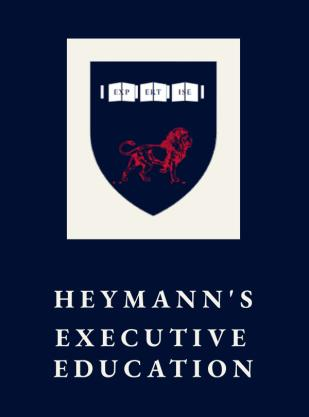 EXP ERT ISE
HEYMANN'S
EXECUTIVE
EDUCATION